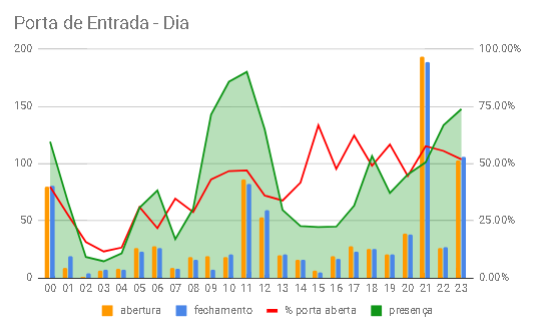 Porta de Entrada - Dia
200 100.00%
150 75.00%
100 50.00%
50 25.00%
0 0.00%
00 01 02 03 04 05 06 07 08 09 10 11 12 13 14 15 16 17 18 19 20 21 22 23
abertura fechamento % porta aberta presença